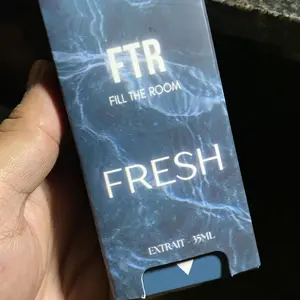 FTR
FILL THE ROOM
FRESH
EXTRAIT - 35ML